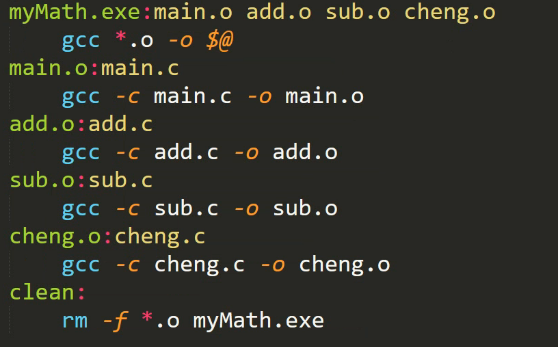 myMath.exe:main.o add.o sub.o cheng.o
    gcc *.o -o $@
main.o:main.c
    gcc -c main.c -o main.o
add.o:add.c
    gcc -c add.c -o add.o
sub.o:sub.c
    gcc -c sub.c -o sub.o
cheng.o:cheng.c
    gcc -c cheng.c -o cheng.o
clean:
    rm -f *.o myMath.exe